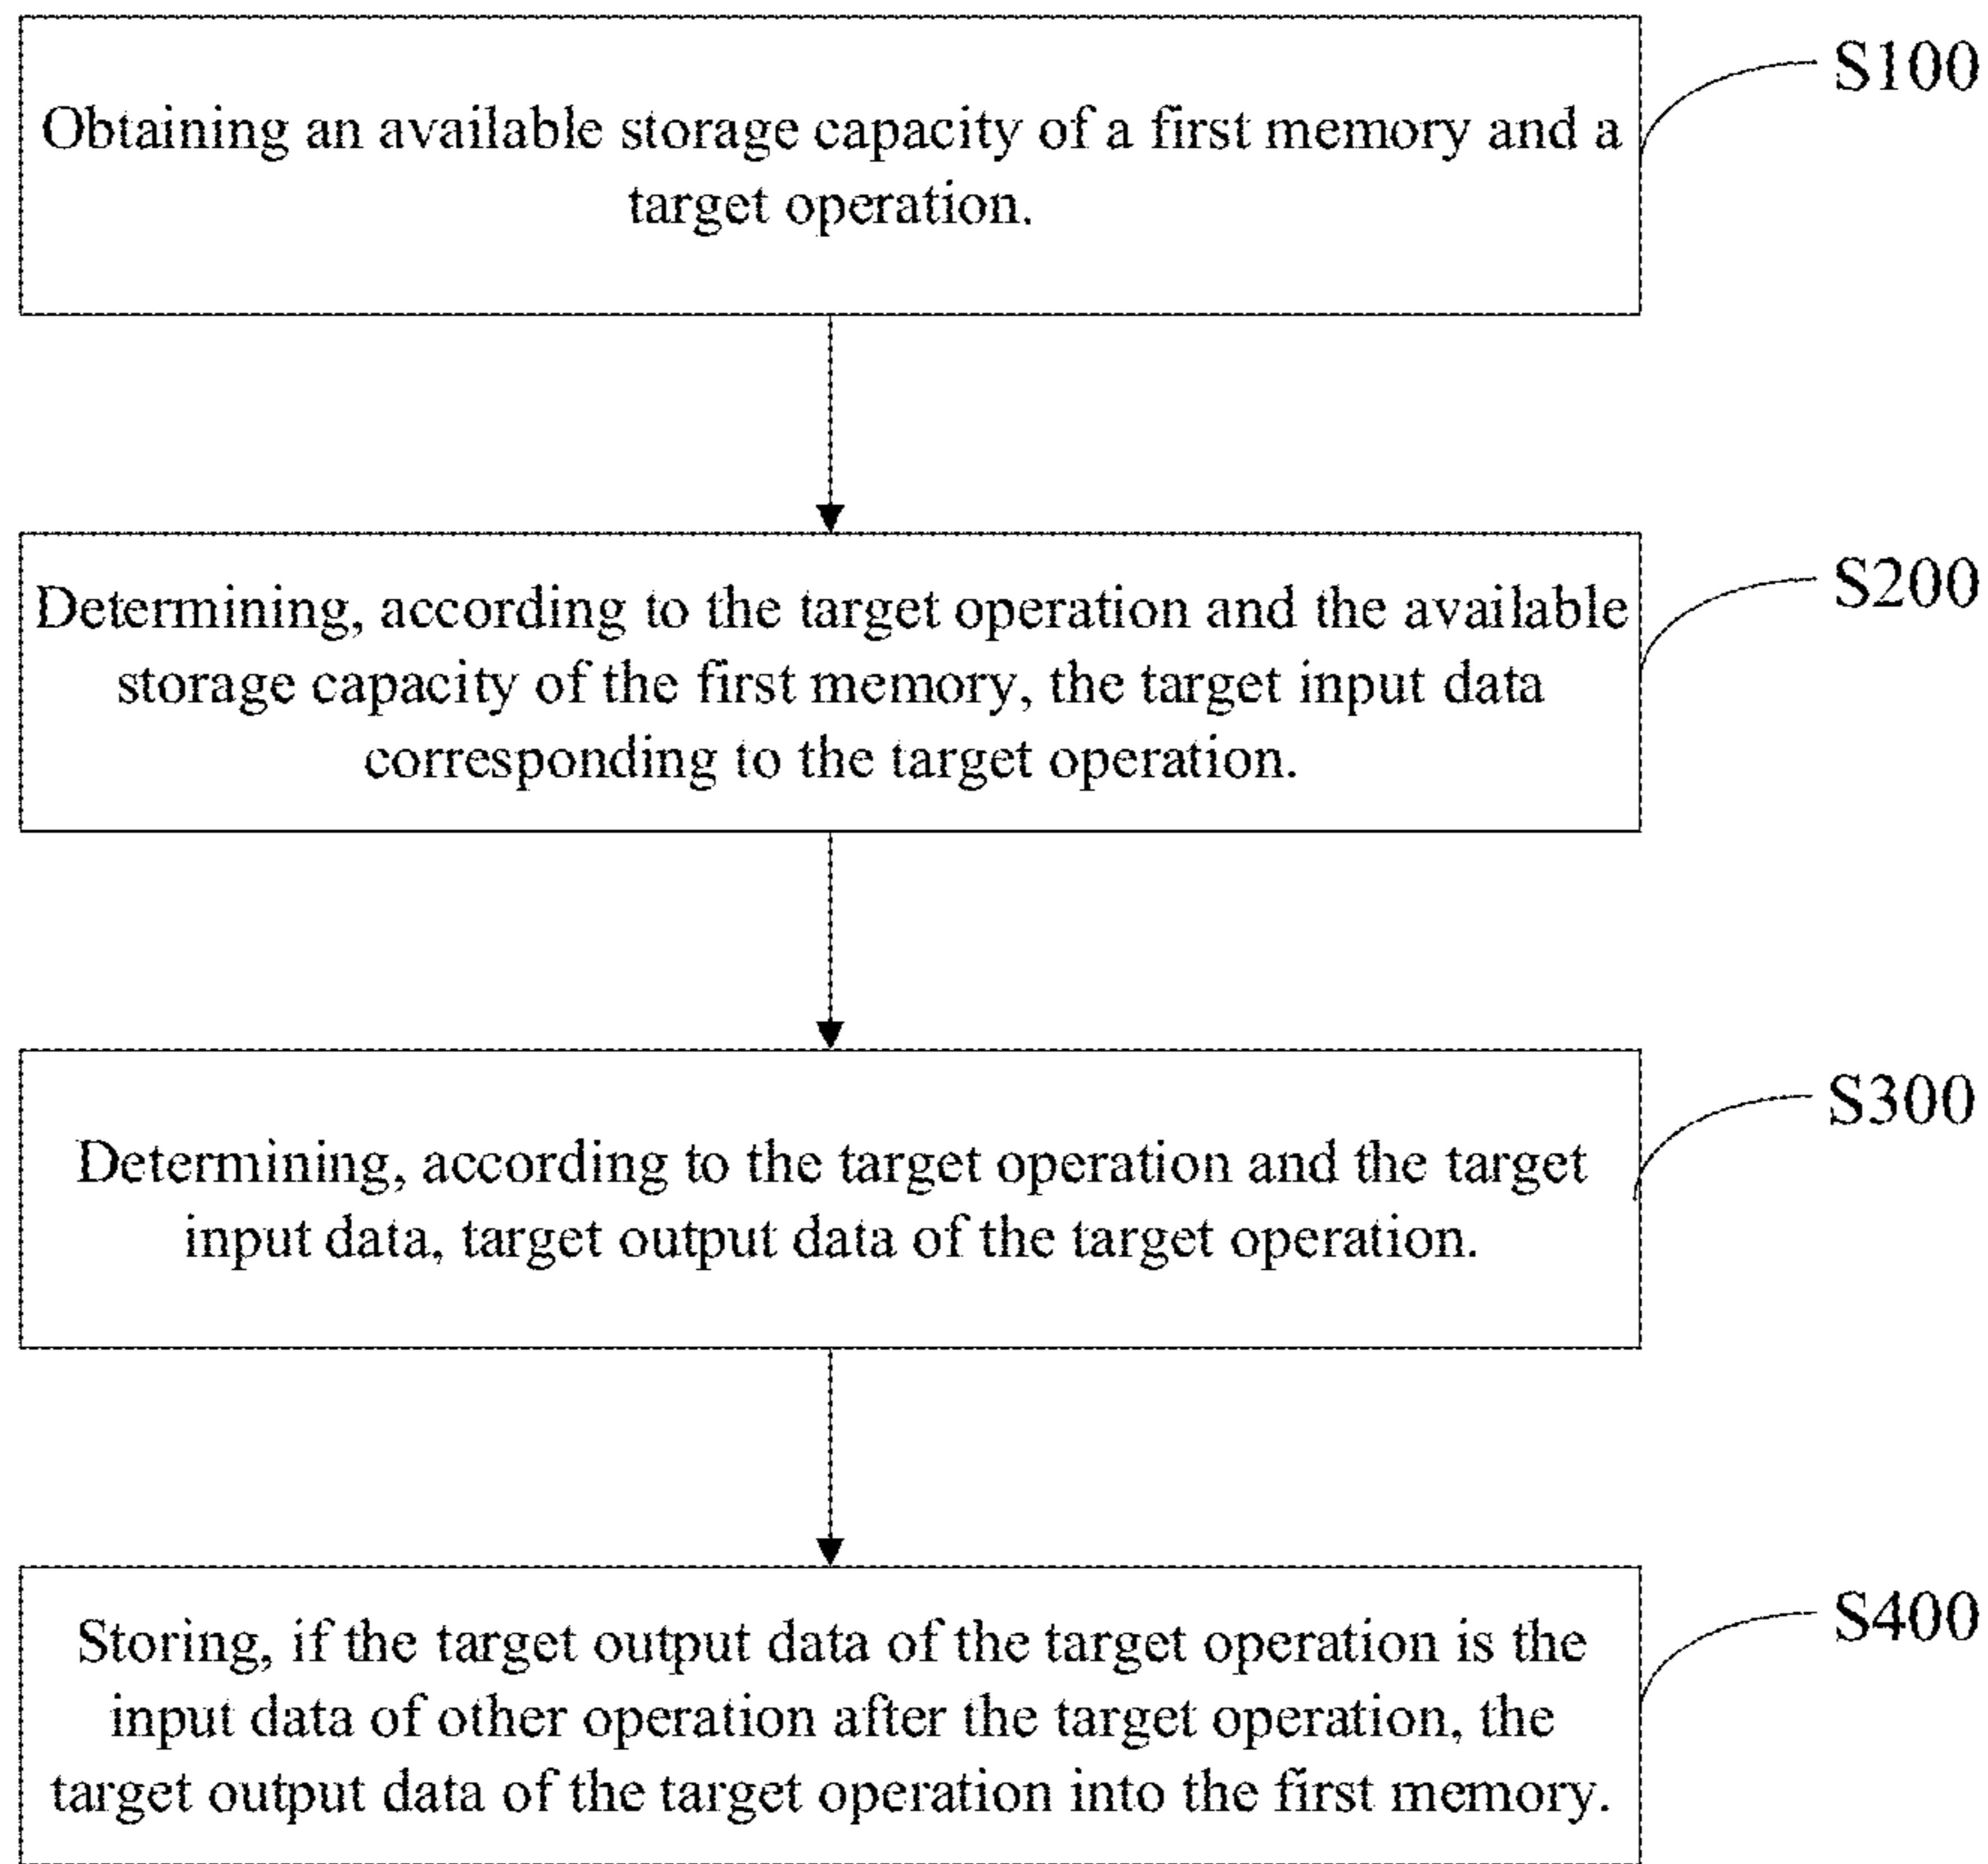 Obtaining an available storage capacity of a first memory and a
target operation.
S100
Determining, according to the target operation and the available
storage capacity of the first memory, the target input data
corresponding to the target operation.
S200
Determining, according to the target operation and the target
input data, target output data of the target operation.
S300
Storing, if the target output data of the target operation is the
input data of other operation after the target operation, the
target output data of the target operation into the first memory.
S400